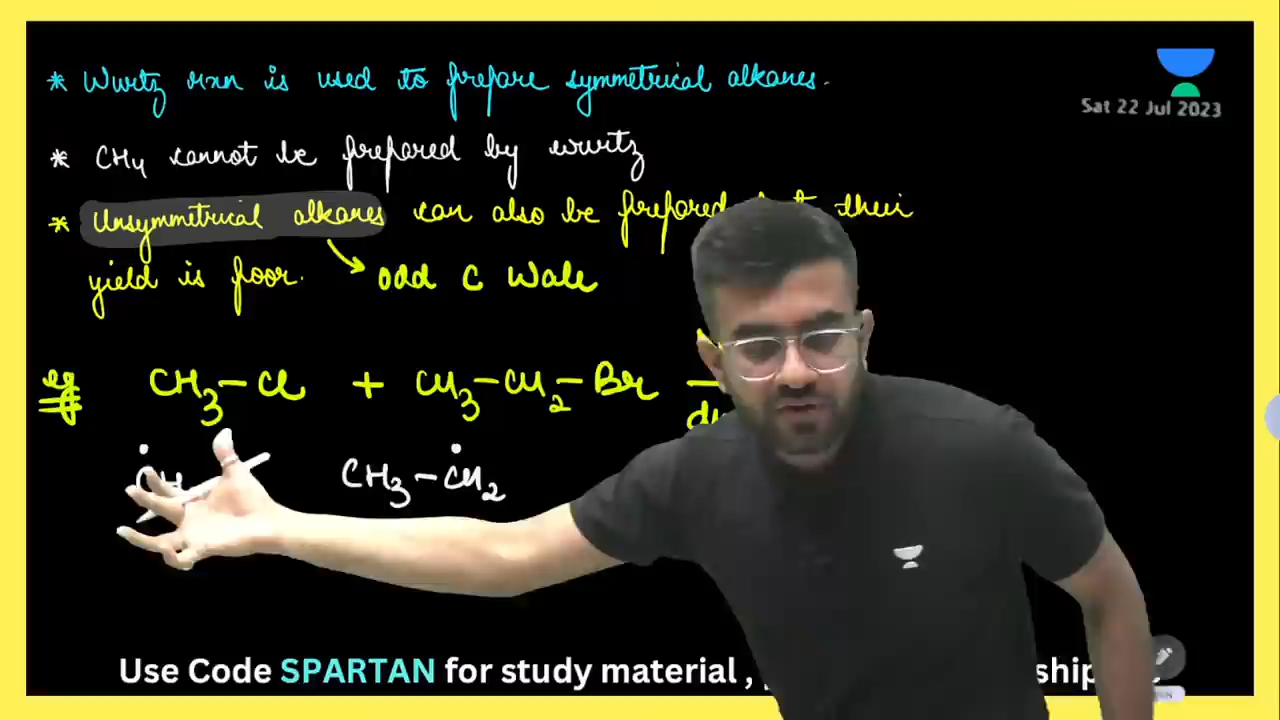 * Wurtz rxn is used to prepare symmetrical alkanes.
Sat 22 Jul 2023
* CH4 cannot be prepared by wurtz
* Unsymmetrical alkanes can also be prepared their
yield is poor. → odd C Wale
eg CH3-Cl + CH3-CH2-Br
CH3-ĊH2
Use Code SPARTAN for study material ,